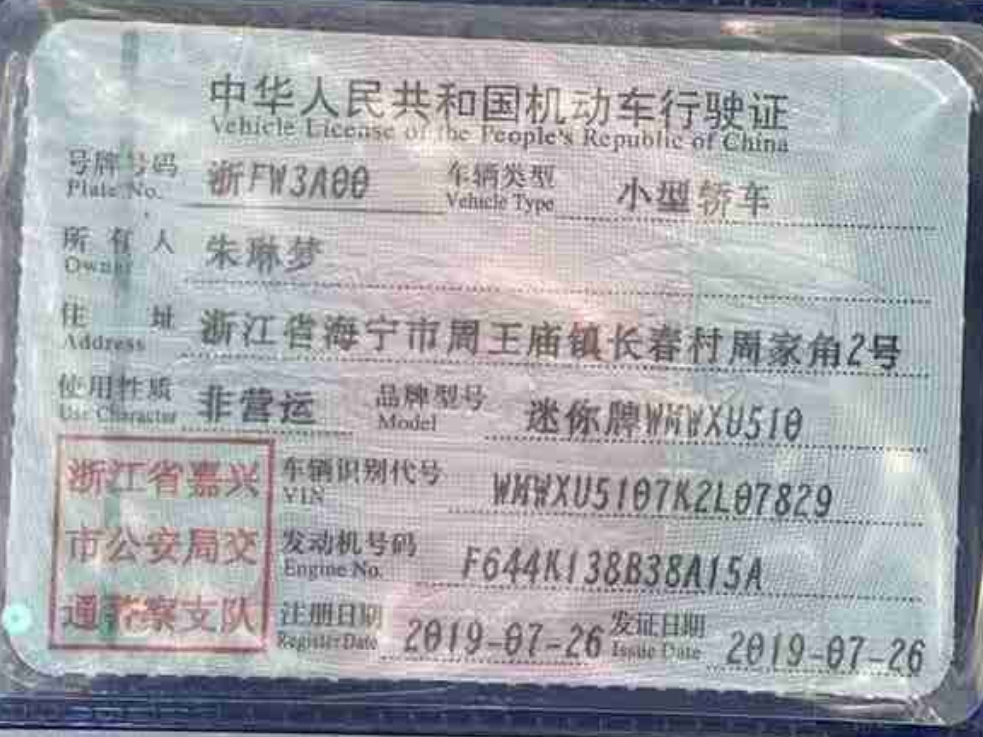 中华人民共和国机动车行驶证
Vehicle License of the People's Republic of China
号牌号码 浙FW3A00 车辆类型 小型轿车
Plate No. Vehicle Type
所有人 朱琳梦
Owner
住址 浙江省海宁市周王庙镇长春村周家角2号
Address
使用性质 非营运 品牌型号 迷你牌WMWXU510
Use Character Model
浙江省嘉兴 车辆识别代号 WMWXU5107K2L07829
VIN
市公安局交 发动机号码 F644K138B38A15A
Engine No.
通警察支队 注册日期 2019-07-26 发证日期 2019-07-26
Register Date Issue Date